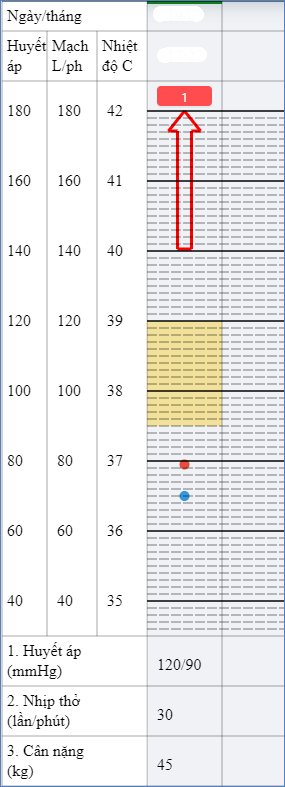 Ngày/tháng
Huyết áp
Mạch L/ph
Nhiệt độ C
1
180 180 42
160 160 41
140 140 40
120 120 39
100 100 38
80 80 37
60 60 36
40 40 35
1. Huyết áp
(mmHg)
120/90
2. Nhịp thở
(lần/phút)
30
3. Cân nặng
(kg)
45